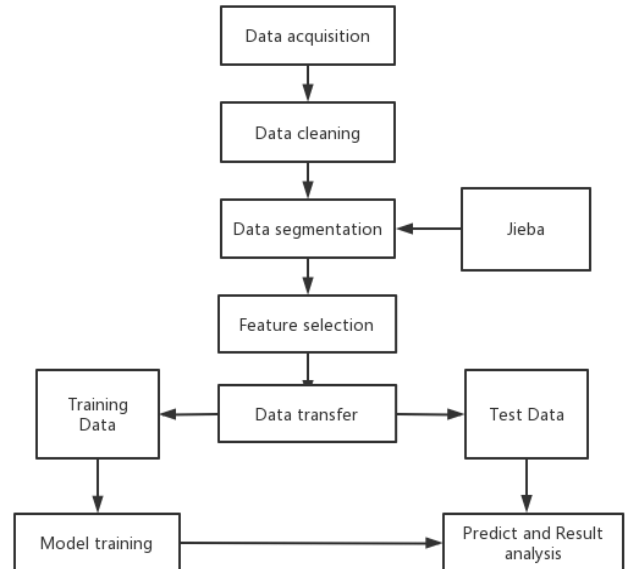 Data acquisition
Data cleaning
Data segmentation
Jieba
Feature selection
Training
Data
Data transfer
Test Data
Model training
Predict and Result
analysis